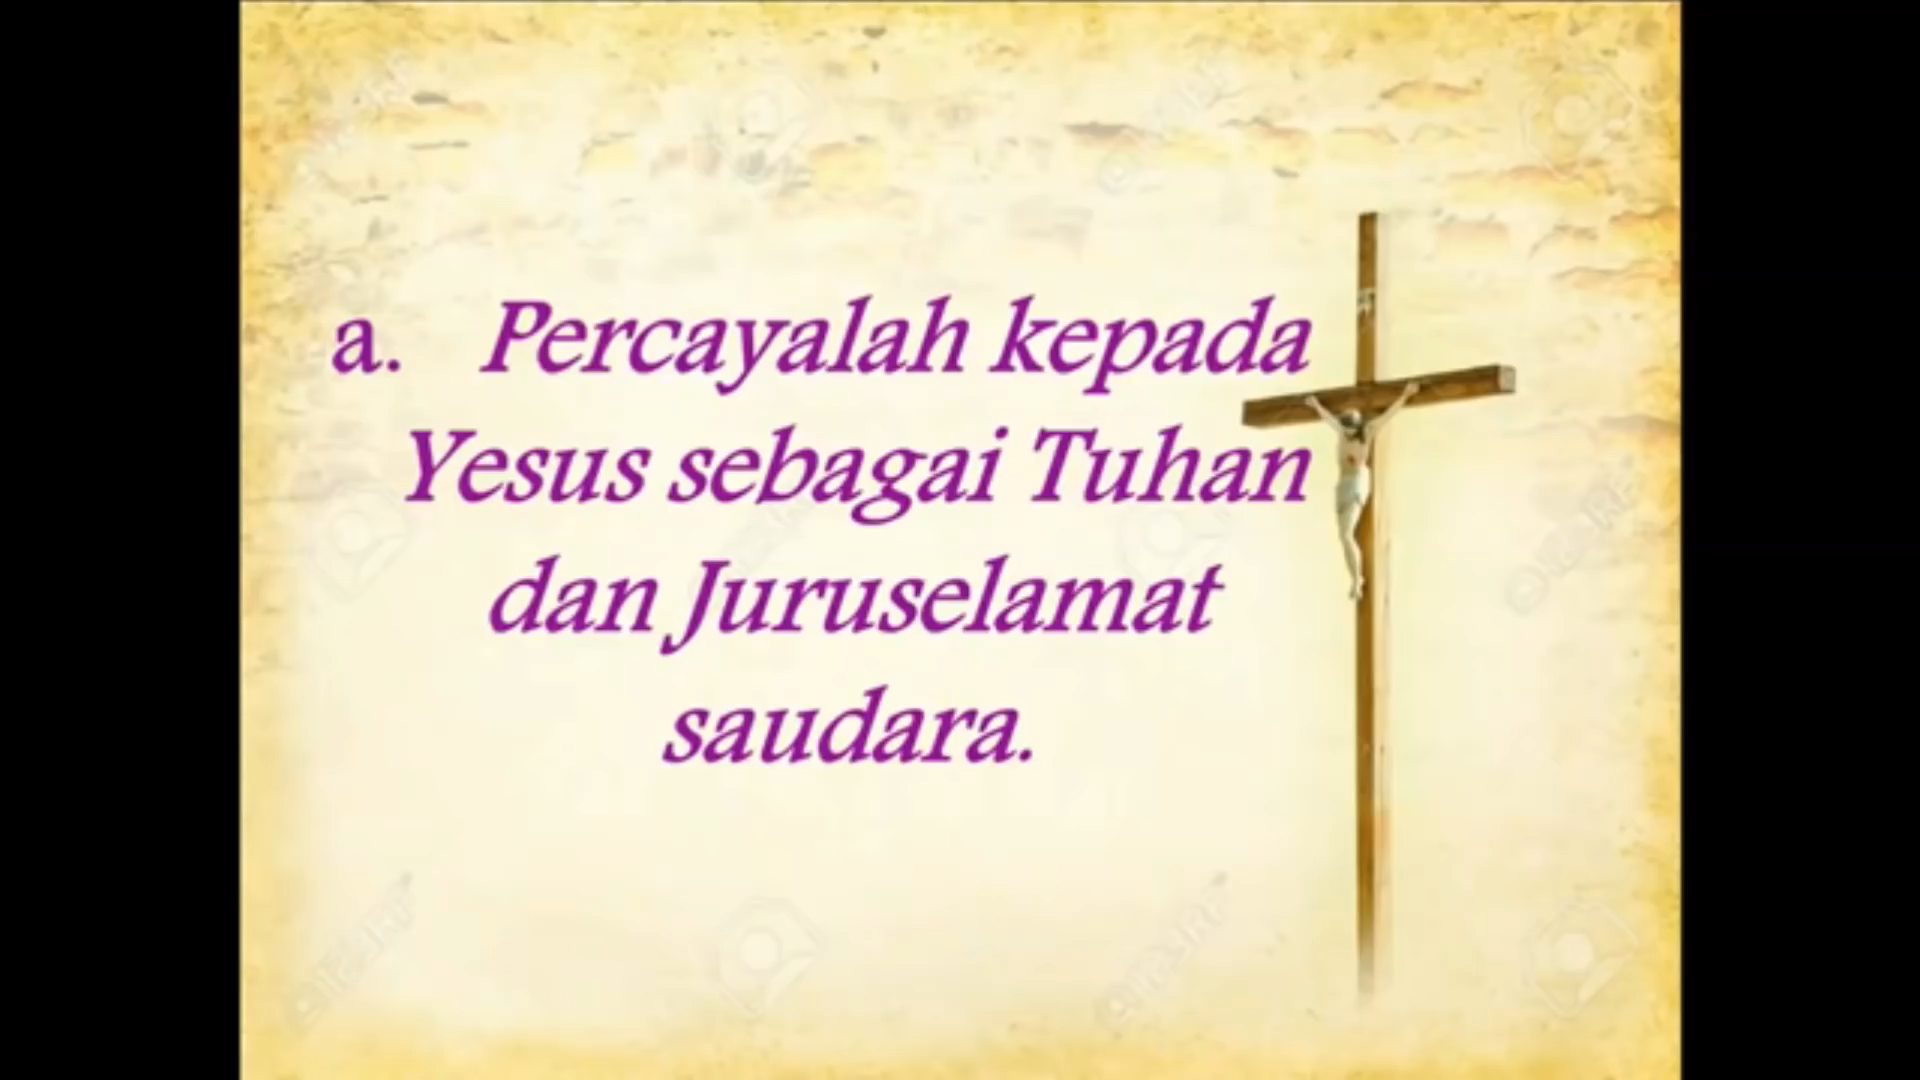 a. Percayalah kepada
Yesus sebagai Tuhan
dan Juruselamat
saudara.